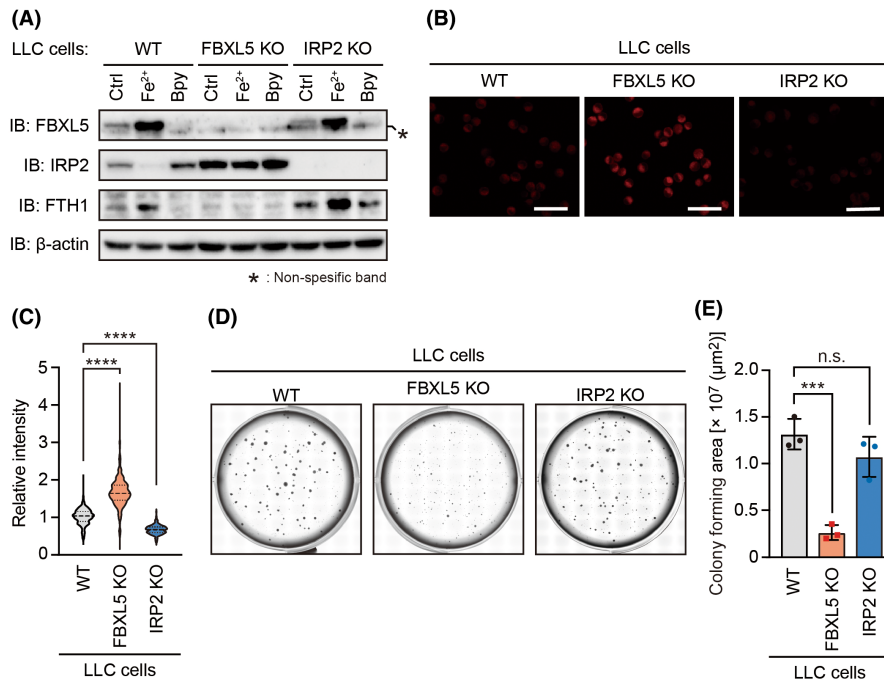 (A)
LLC cells: WT FBXL5 KO IRP2 KO
Ctrl Fe2+ Bpy Ctrl Fe2+ Bpy Ctrl Fe2+ Bpy
IB: FBXL5
*
IB: IRP2
IB: FTH1
IB: β-actin
* : Non-spesific band
(B)
LLC cells
WT FBXL5 KO IRP2 KO
(C)
****
****
Relative intensity
5
4
3
2
1
0
WT FBXL5 KO IRP2 KO
LLC cells
(D)
LLC cells
WT FBXL5 KO IRP2 KO
(E)
n.s.
***
Colony forming area [× 107 (μm²)]
2.0
1.5
1.0
0.5
0
WT FBXL5 KO IRP2 KO
LLC cells